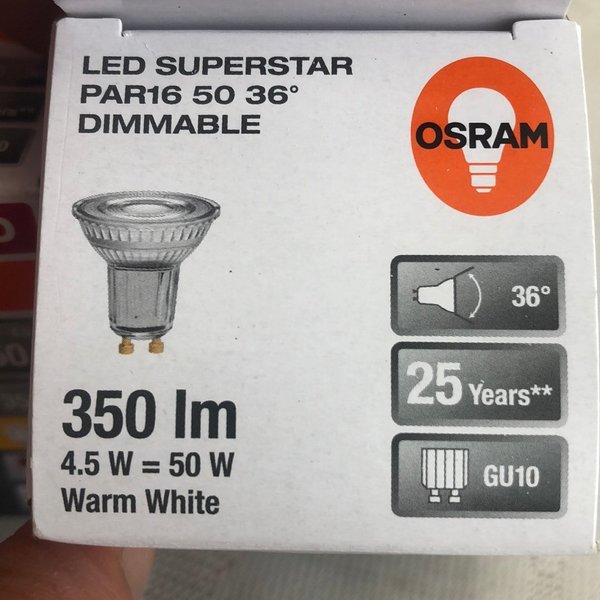 LED SUPERSTAR
PAR16 50 36°
DIMMABLE
OSRAM
36°
25 Years**
GU10
350 lm
4.5 W = 50 W
Warm White